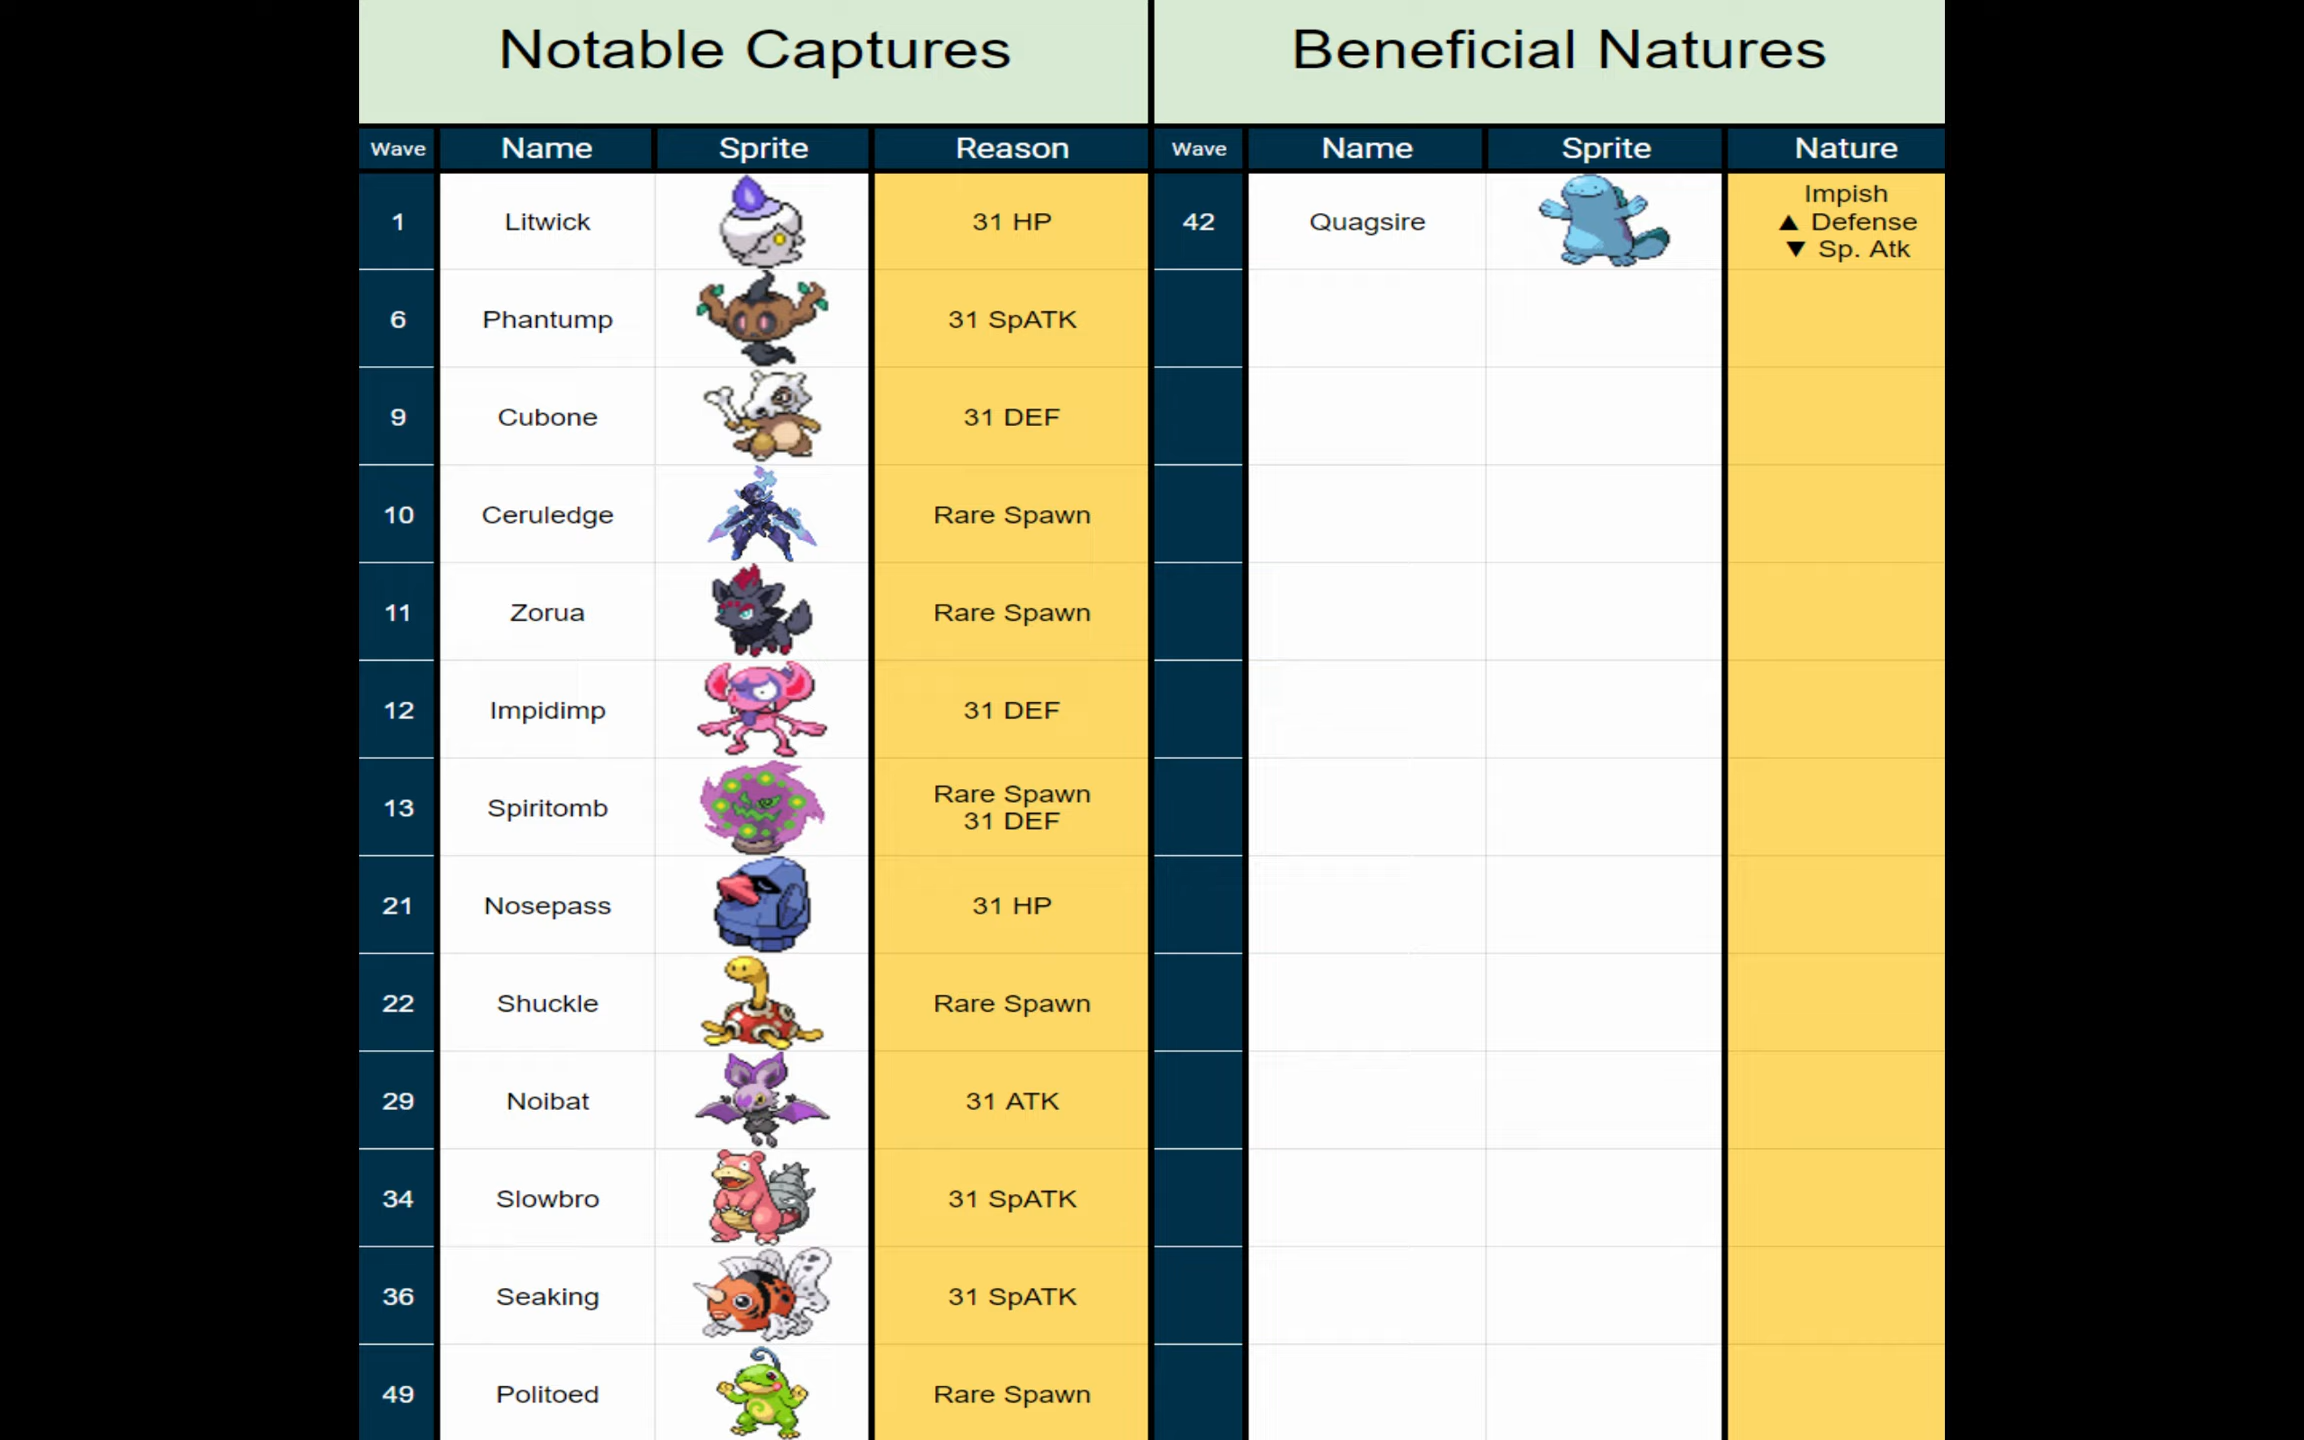 Notable Captures
Beneficial Natures
Wave Name Sprite Reason
Wave Name Sprite Nature
1 Litwick 31 HP
42 Quagsire Impish
▲ Defense
▼ Sp. Atk
6 Phantump 31 SpATK
9 Cubone 31 DEF
10 Ceruledge Rare Spawn
11 Zorua Rare Spawn
12 Impidimp 31 DEF
13 Spiritomb Rare Spawn
31 DEF
21 Nosepass 31 HP
22 Shuckle Rare Spawn
29 Noibat 31 ATK
34 Slowbro 31 SpATK
36 Seaking 31 SpATK
49 Politoed Rare Spawn